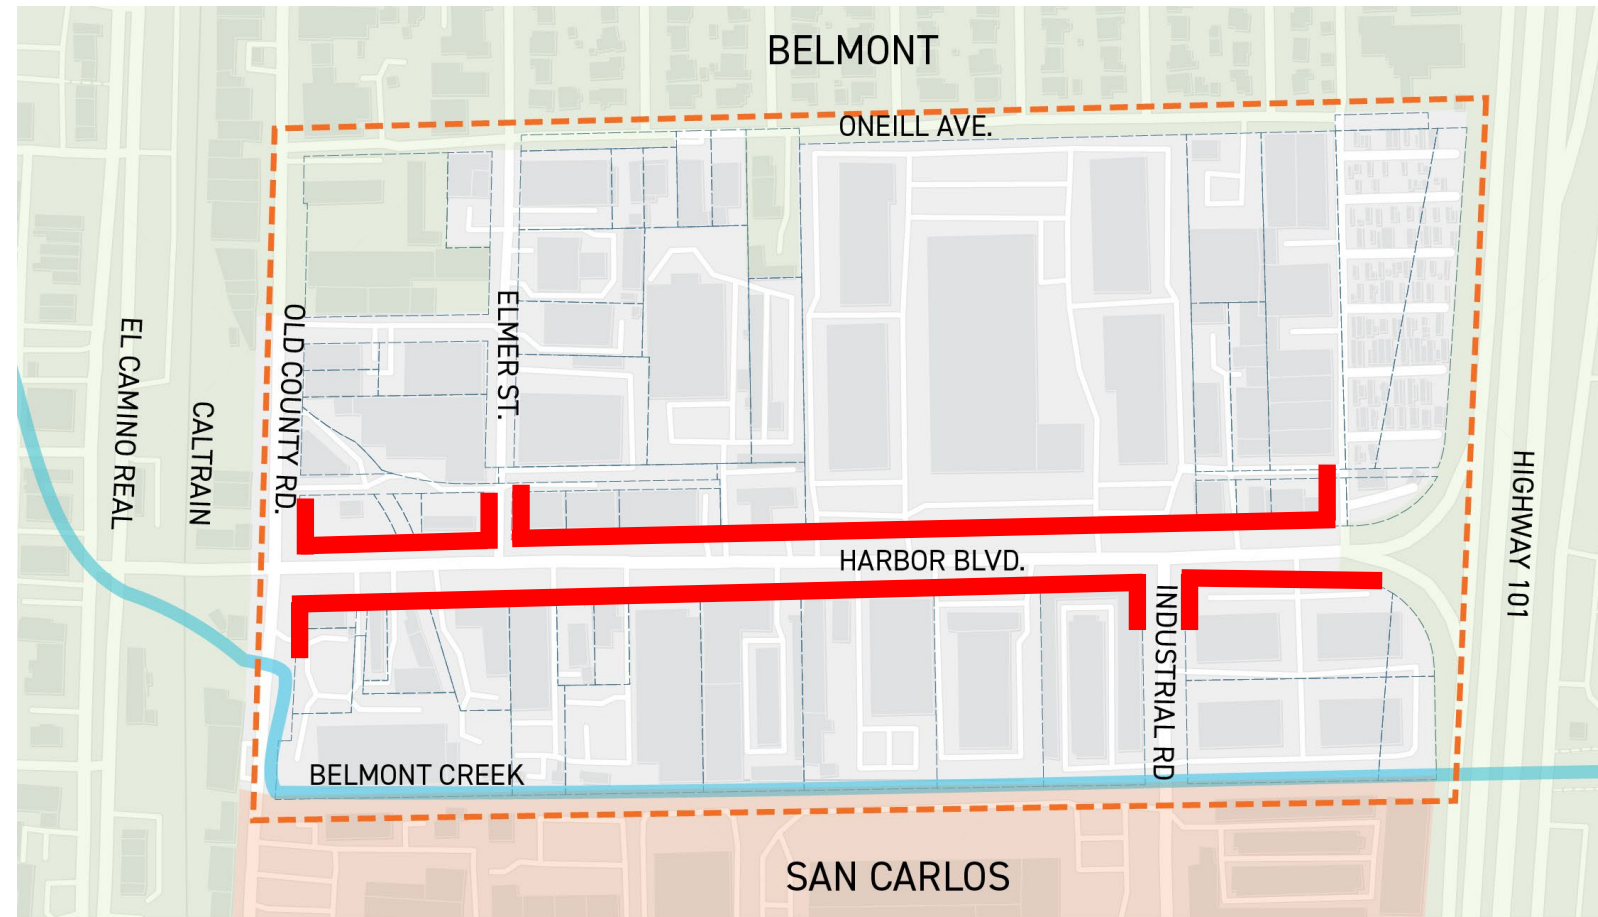 BELMONT
ONEILL AVE.
ELMER ST.
OLD COUNTY RD.
EL CAMINO REAL
CALTRAIN
HIGHWAY 101
HARBOR BLVD.
INDUSTRIAL RD
BELMONT CREEK
SAN CARLOS